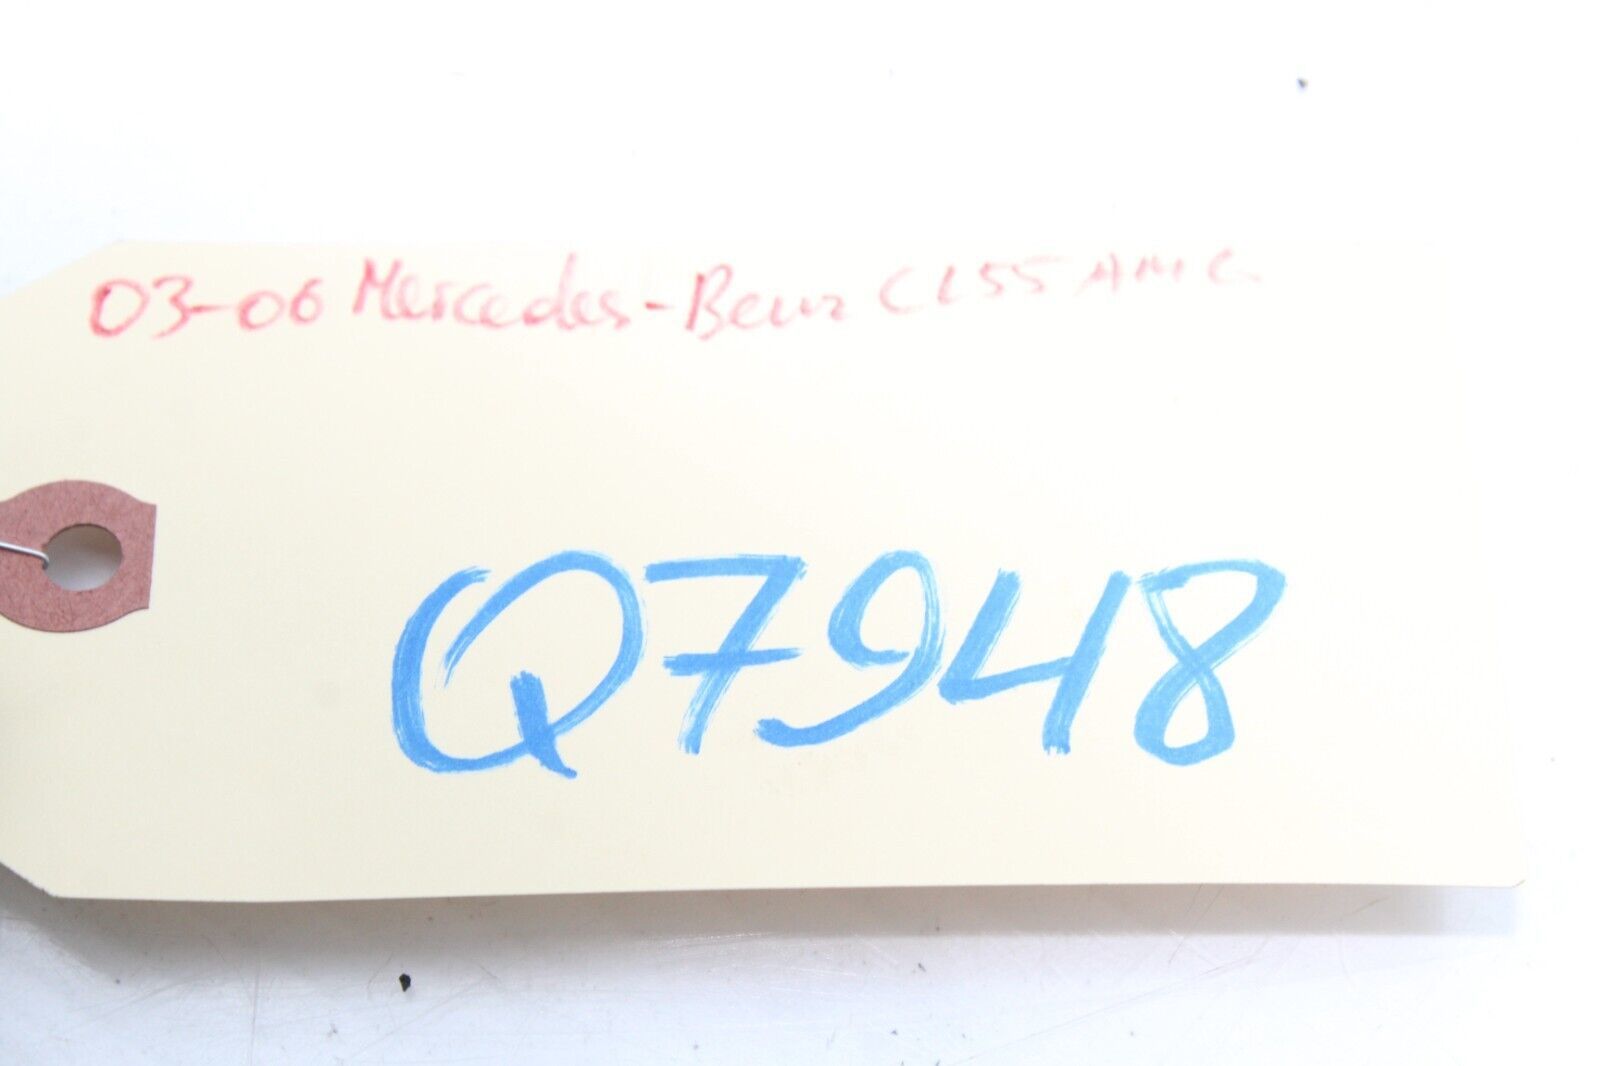 03-06 Mercedes-Benz CL55 AMG
Q7948